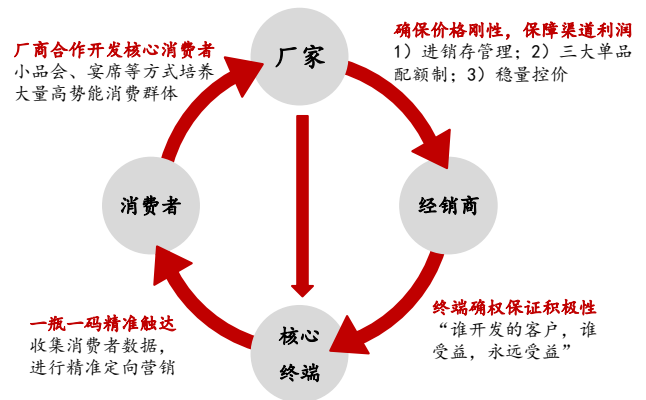 厂商合作开发核心消费者
小品会、宴席等方式培养
大量高势能消费群体
厂家
确保价格刚性，保障渠道利润
1）进销存管理；2）三大单品
配额制；3）稳量控价
消费者
经销商
一瓶一码精准触达
收集消费者数据，
进行精准定向营销
核心
终端
终端确权保证积极性
“谁开发的客户，谁
受益，永远受益”